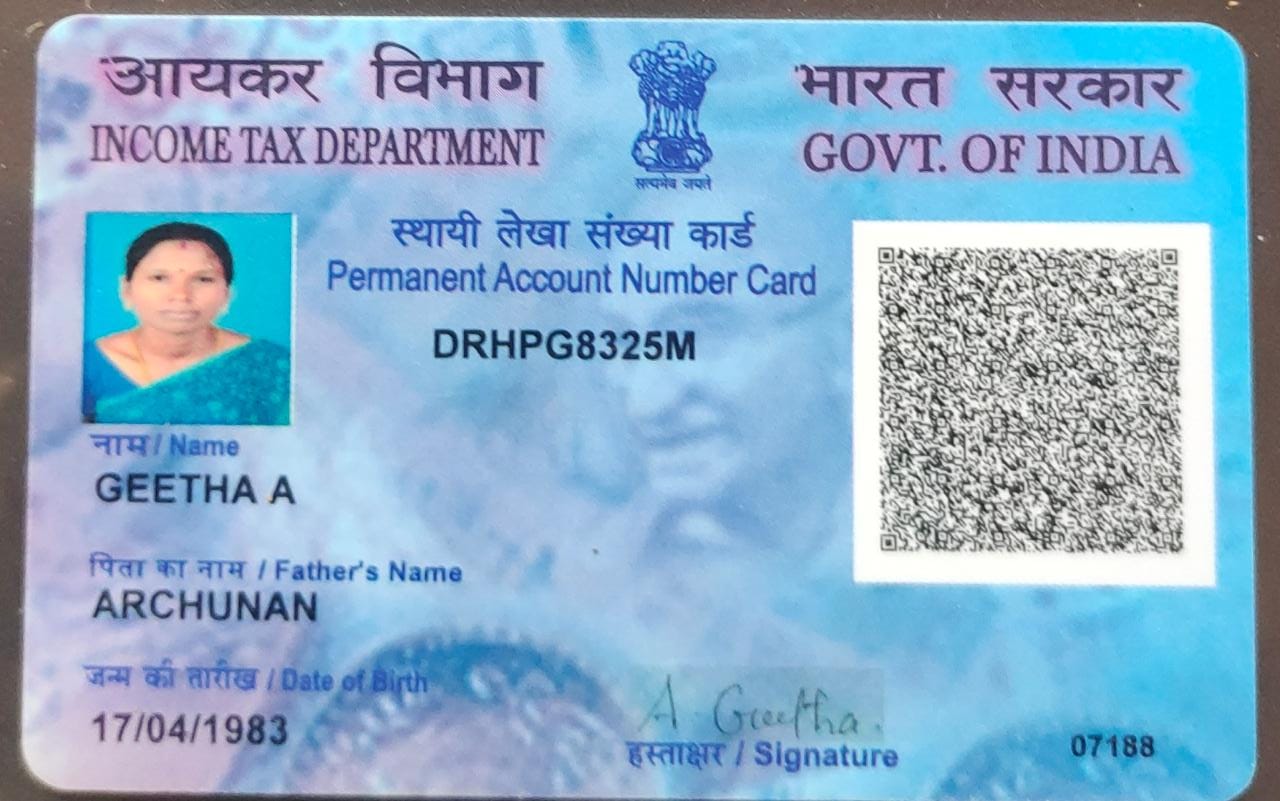 आयकर विभाग
INCOME TAX DEPARTMENT
सत्यमेव जयते
भारत सरकार
GOVT. OF INDIA
स्थायी लेखा संख्या कार्ड
Permanent Account Number Card
DRHPG8325M
नाम / Name
GEETHA A
पिता का नाम / Father's Name
ARCHUNAN
जन्म की तारीख / Date of Birth
17/04/1983
A. Geetha.
हस्ताक्षर / Signature
07188